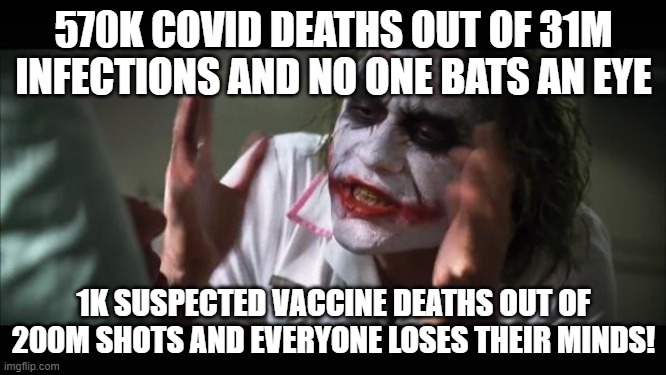 570K COVID DEATHS OUT OF 31M
INFECTIONS AND NO ONE BATS AN EYE
1K SUSPECTED VACCINE DEATHS OUT OF
200M SHOTS AND EVERYONE LOSES THEIR MINDS!
imgflip.com